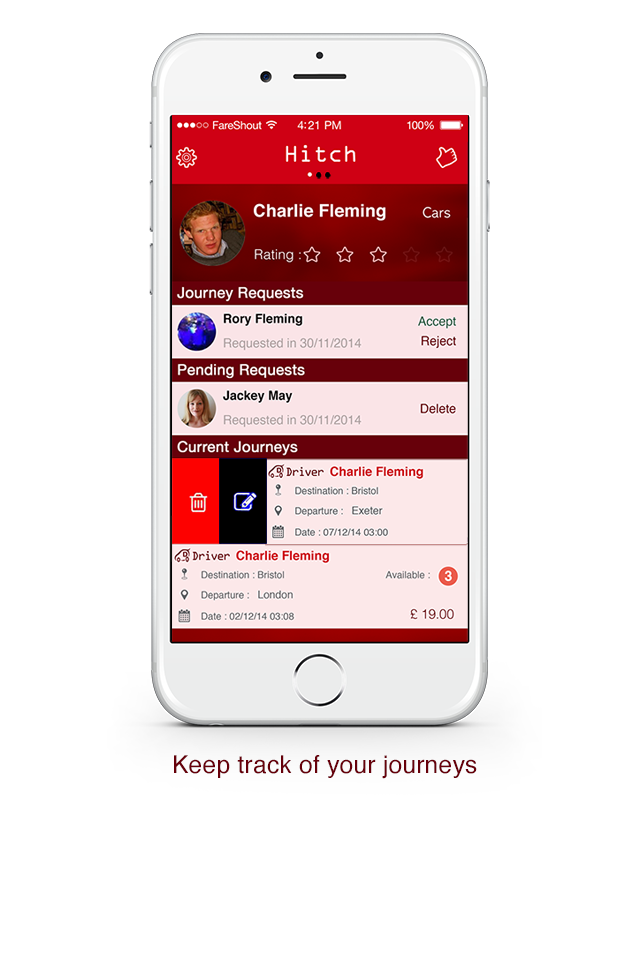 FareShout 4:21 PM 100%
Hitch
Charlie Fleming Cars
Rating :
Journey Requests
Rory Fleming
Accept
Requested in 30/11/2014
Reject
Pending Requests
Jackey May
Delete
Requested in 30/11/2014
Current Journeys
Driver Charlie Fleming
Destination : Bristol
Departure : Exeter
Date : 07/12/14 03:00
Driver Charlie Fleming
Destination : Bristol Available : 3
Departure : London
Date : 02/12/14 03:08 £ 19.00
Keep track of your journeys